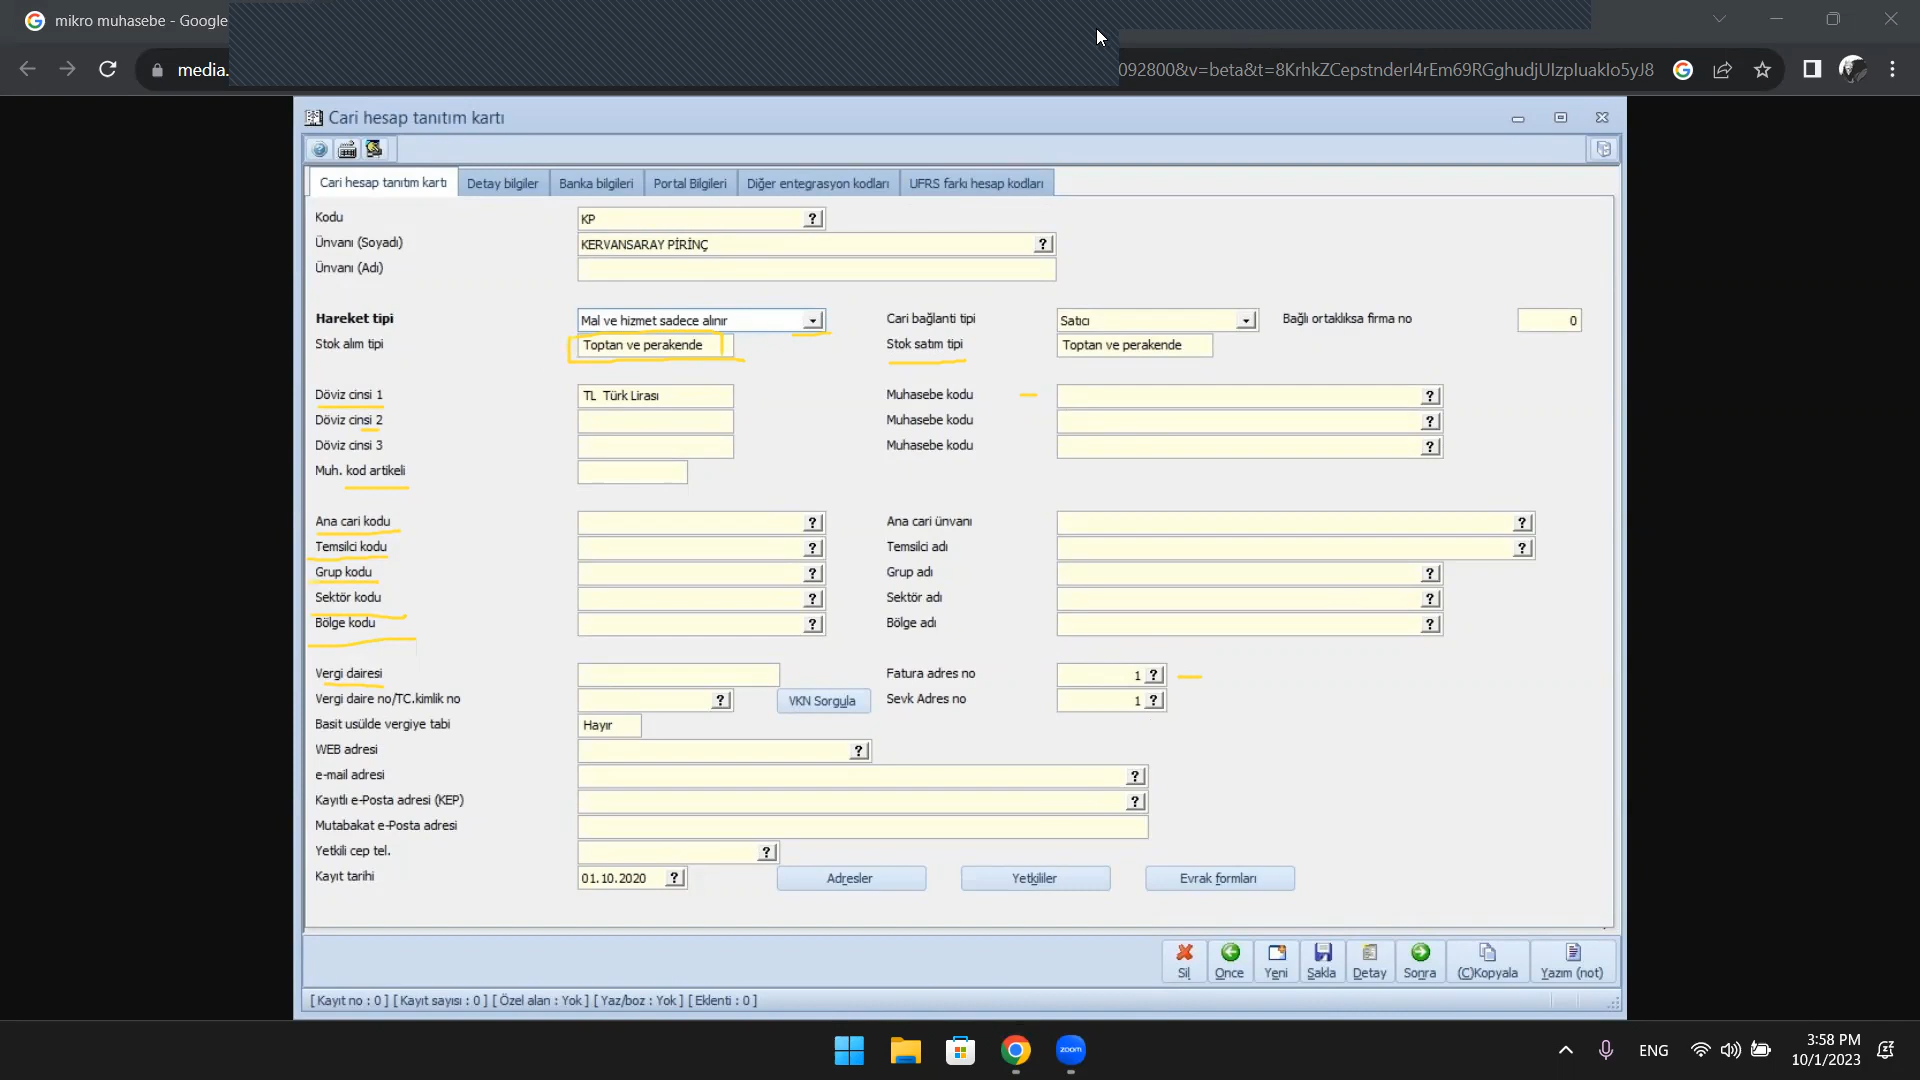 mikro muhasebe - Google
media.
092800&v=beta&t=8KrhkZCepstnderI4rEm69RGghudjUIzpIuakIo5yJ8
Cari hesap tanıtım kartı
Cari hesap tanıtım kartı Detay bilgiler Banka bilgileri Portal Bilgileri Diğer entegrasyon kodları UFRS farkı hesap kodları
Kodu KP ?
Ünvanı (Soyadı) KERVANSARAY PİRİNÇ ?
Ünvanı (Adı)
Hareket tipi Mal ve hizmet sadece alınır Cari bağlantı tipi Satıcı Bağlı ortaklıksa firma no 0
Stok alım tipi Toptan ve perakende Stok satım tipi Toptan ve perakende
Döviz cinsi 1 TL Türk Lirası Muhasebe kodu ?
Döviz cinsi 2 Muhasebe kodu ?
Döviz cinsi 3 Muhasebe kodu ?
Muh. kod artikeli
Ana cari kodu ? Ana cari ünvanı ?
Temsilci kodu ? Temsilci adı ?
Grup kodu ? Grup adı ?
Sektör kodu ? Sektör adı ?
Bölge kodu ? Bölge adı ?
Vergi dairesi Fatura adres no 1 ?
Vergi daire no/TC.kimlik no ? VKN Sorgula Sevk Adres no 1 ?
Basit usülde vergiye tabi Hayır
WEB adresi ?
e-mail adresi ?
Kayıtlı e-Posta adresi (KEP) ?
Mutabakat e-Posta adresi
Yetkili cep tel. ?
Kayıt tarihi 01.10.2020 ? Adresler Yetkililer Evrak formları
Sil Önce Yeni Sakla Detay Sonra (C)Kopyala Yazım (not)
[ Kayıt no : 0 ] [ Kayıt sayısı : 0 ] [ Özel alan : Yok ] [ Yaz/boz : Yok ] [ Eklenti : 0 ]
zoom
ENG
3:58 PM
10/1/2023